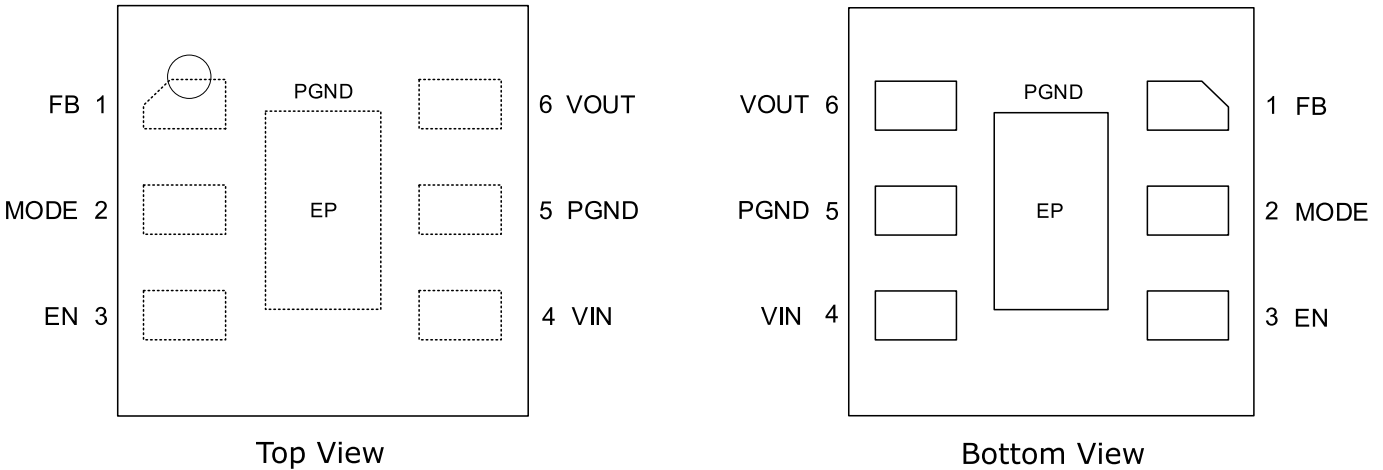 PGND
FB 1
6 VOUT
MODE 2
EP
5 PGND
EN 3
4 VIN
Top View
PGND
VOUT 6
1 FB
PGND 5
EP
2 MODE
VIN 4
3 EN
Bottom View